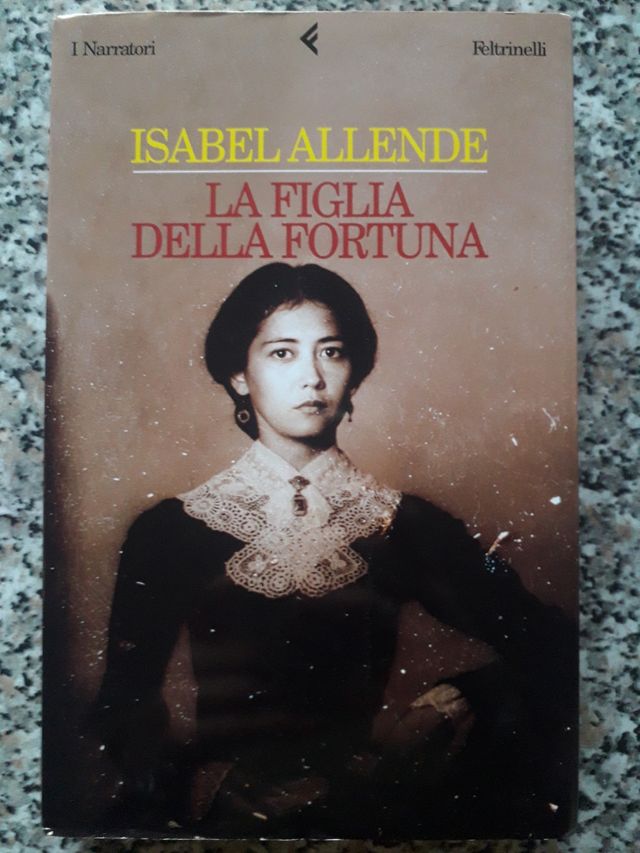 I Narratori
Feltrinelli
ISABEL ALLENDE
LA FIGLIA
DELLA FORTUNA